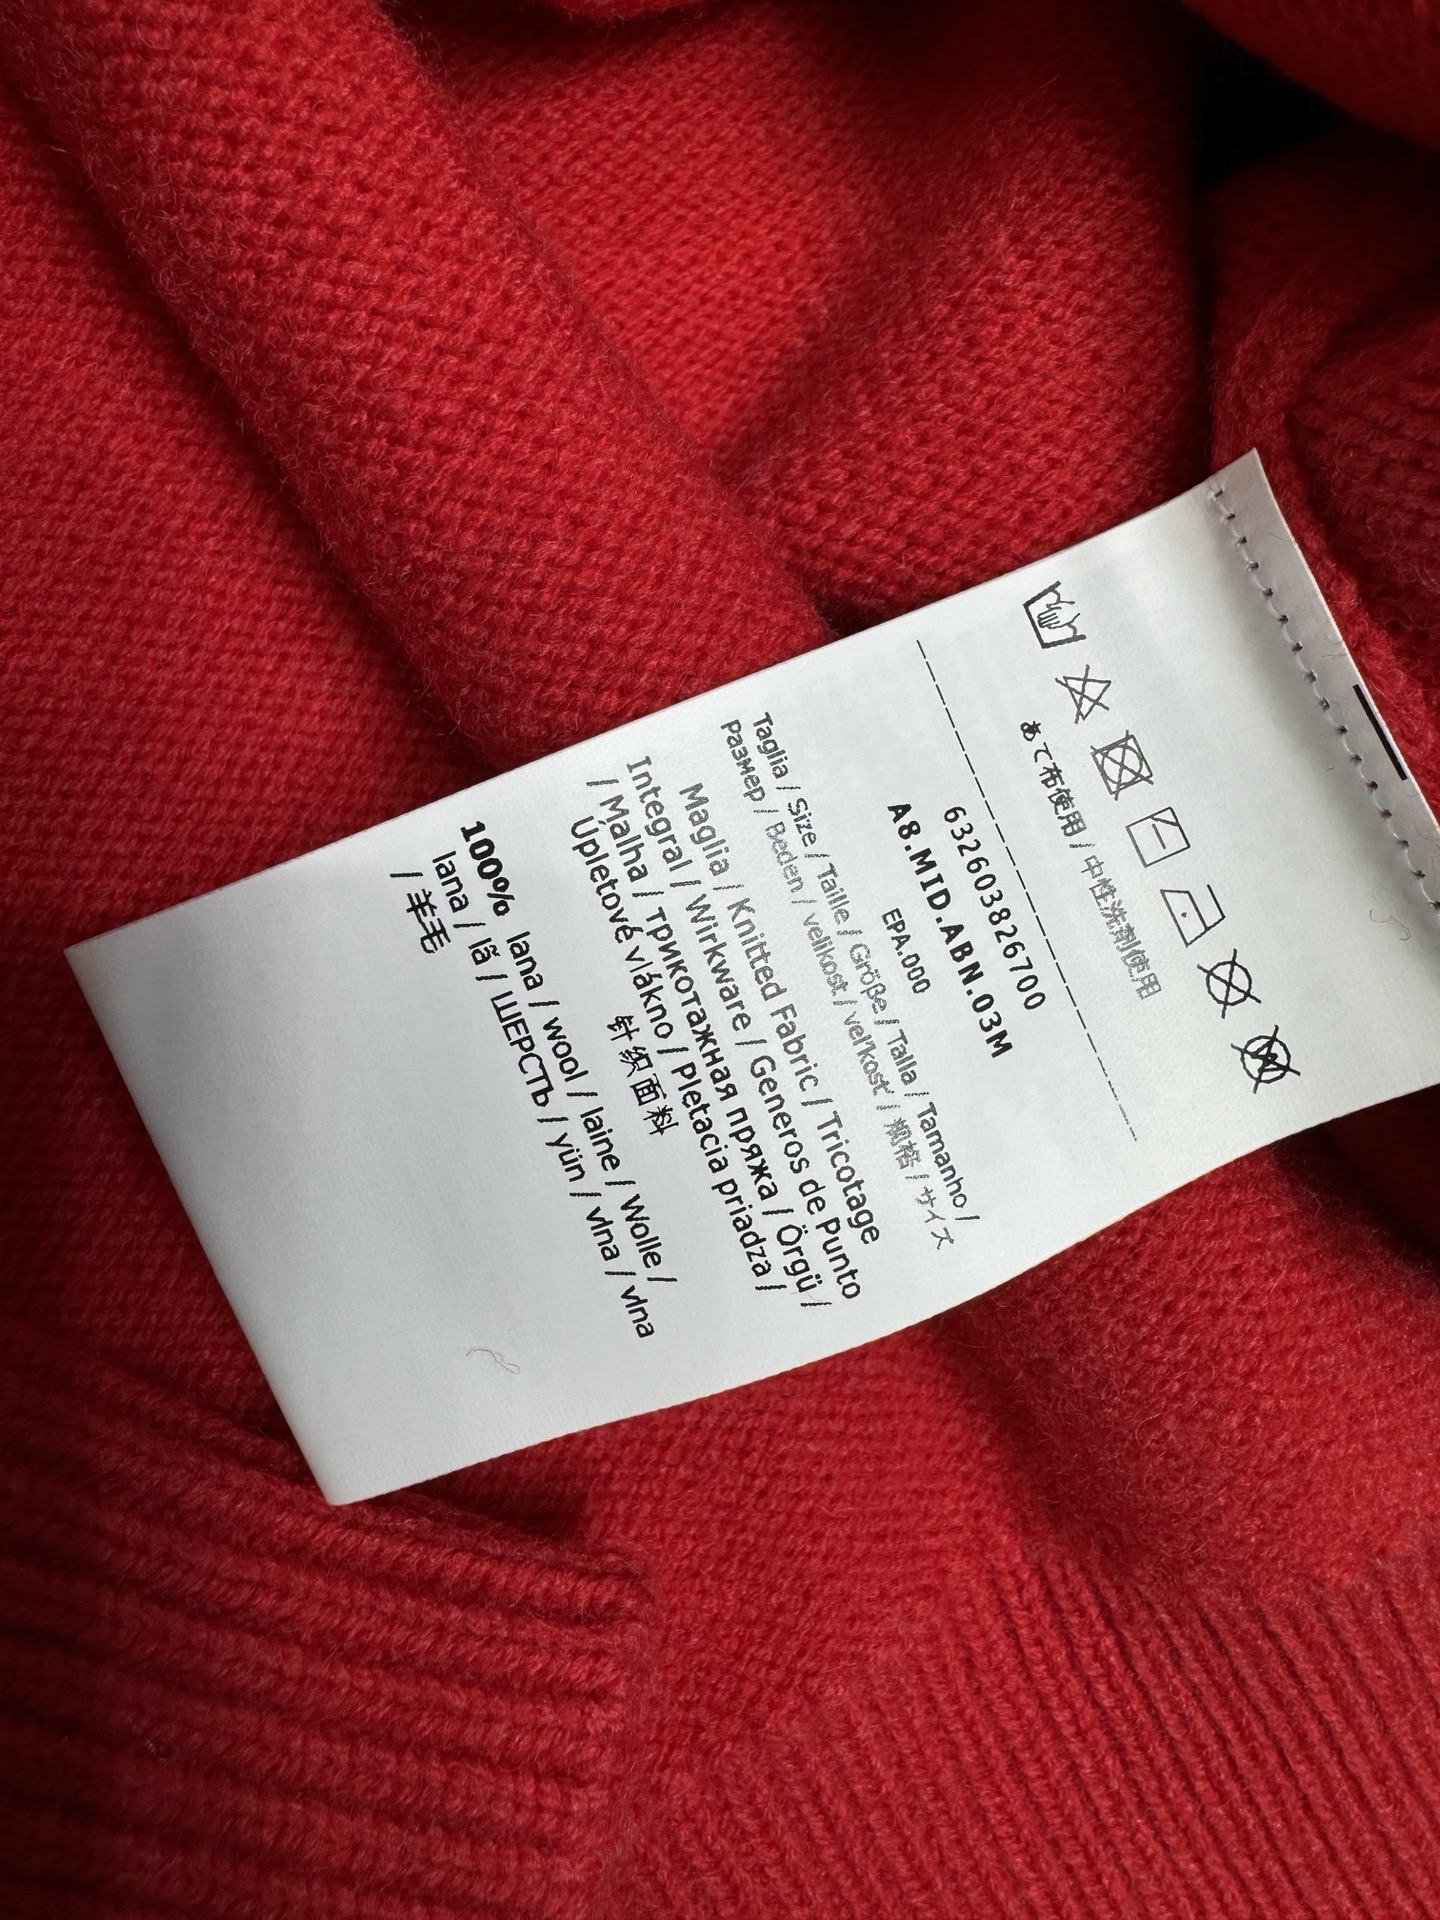 あて布使用 / 中性洗剤使用
632603826700
A8.MID.ABN.03M
EPA.000
Taglia / Size / Taille / Größe / Talla / Tamanho /
Размер / Beden / velikost / veľkosť / 规格 / サイズ
Maglia / Knitted Fabric / Tricotage
Integral / Wirkware / Generos de Punto
/ Malha / трикотажная пряжа / Örgü /
Úpletové vlákno / Pletacia priadza /
针织面料
100% lana / wool / laine / Wolle /
lana / lã / ШЕРСТЬ / yün / vlna / vlna
/ 羊毛